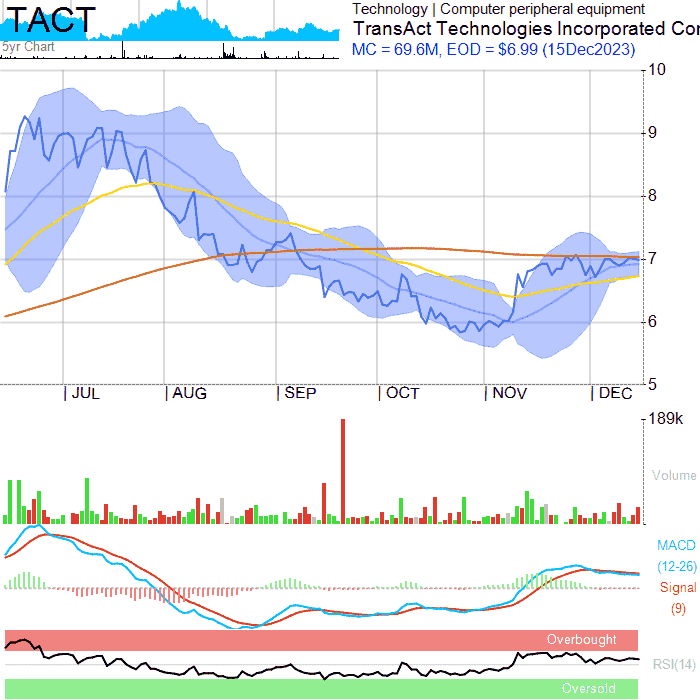 TACT
5yr Chart
Technology | Computer peripheral equipment
TransAct Technologies Incorporated Cor
MC = 69.6M, EOD = $6.99 (15Dec2023)
10
9
8
7
6
5
JUL AUG SEP OCT NOV DEC
189k
Volume
MACD
(12-26)
Signal
(9)
Overbought
RSI(14)
Oversold